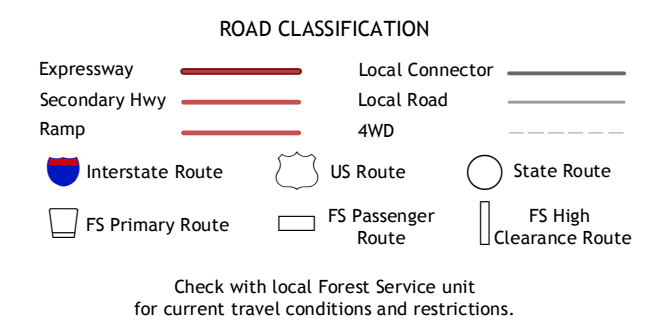 ROAD CLASSIFICATION
Expressway
Local Connector
Secondary Hwy
Local Road
Ramp
4WD
Interstate Route
US Route
State Route
FS Primary Route
FS Passenger
Route
FS High
Clearance Route
Check with local Forest Service unit
for current travel conditions and restrictions.